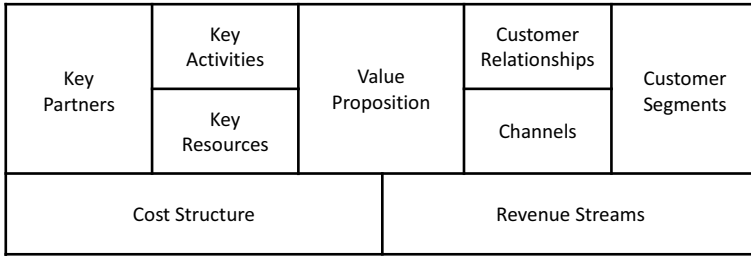 Key
Partners
Key
Activities
Key
Resources
Value
Proposition
Customer
Relationships
Channels
Customer
Segments
Cost Structure
Revenue Streams